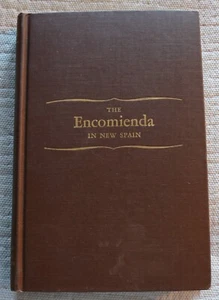 THE
Encomienda
IN NEW SPAIN